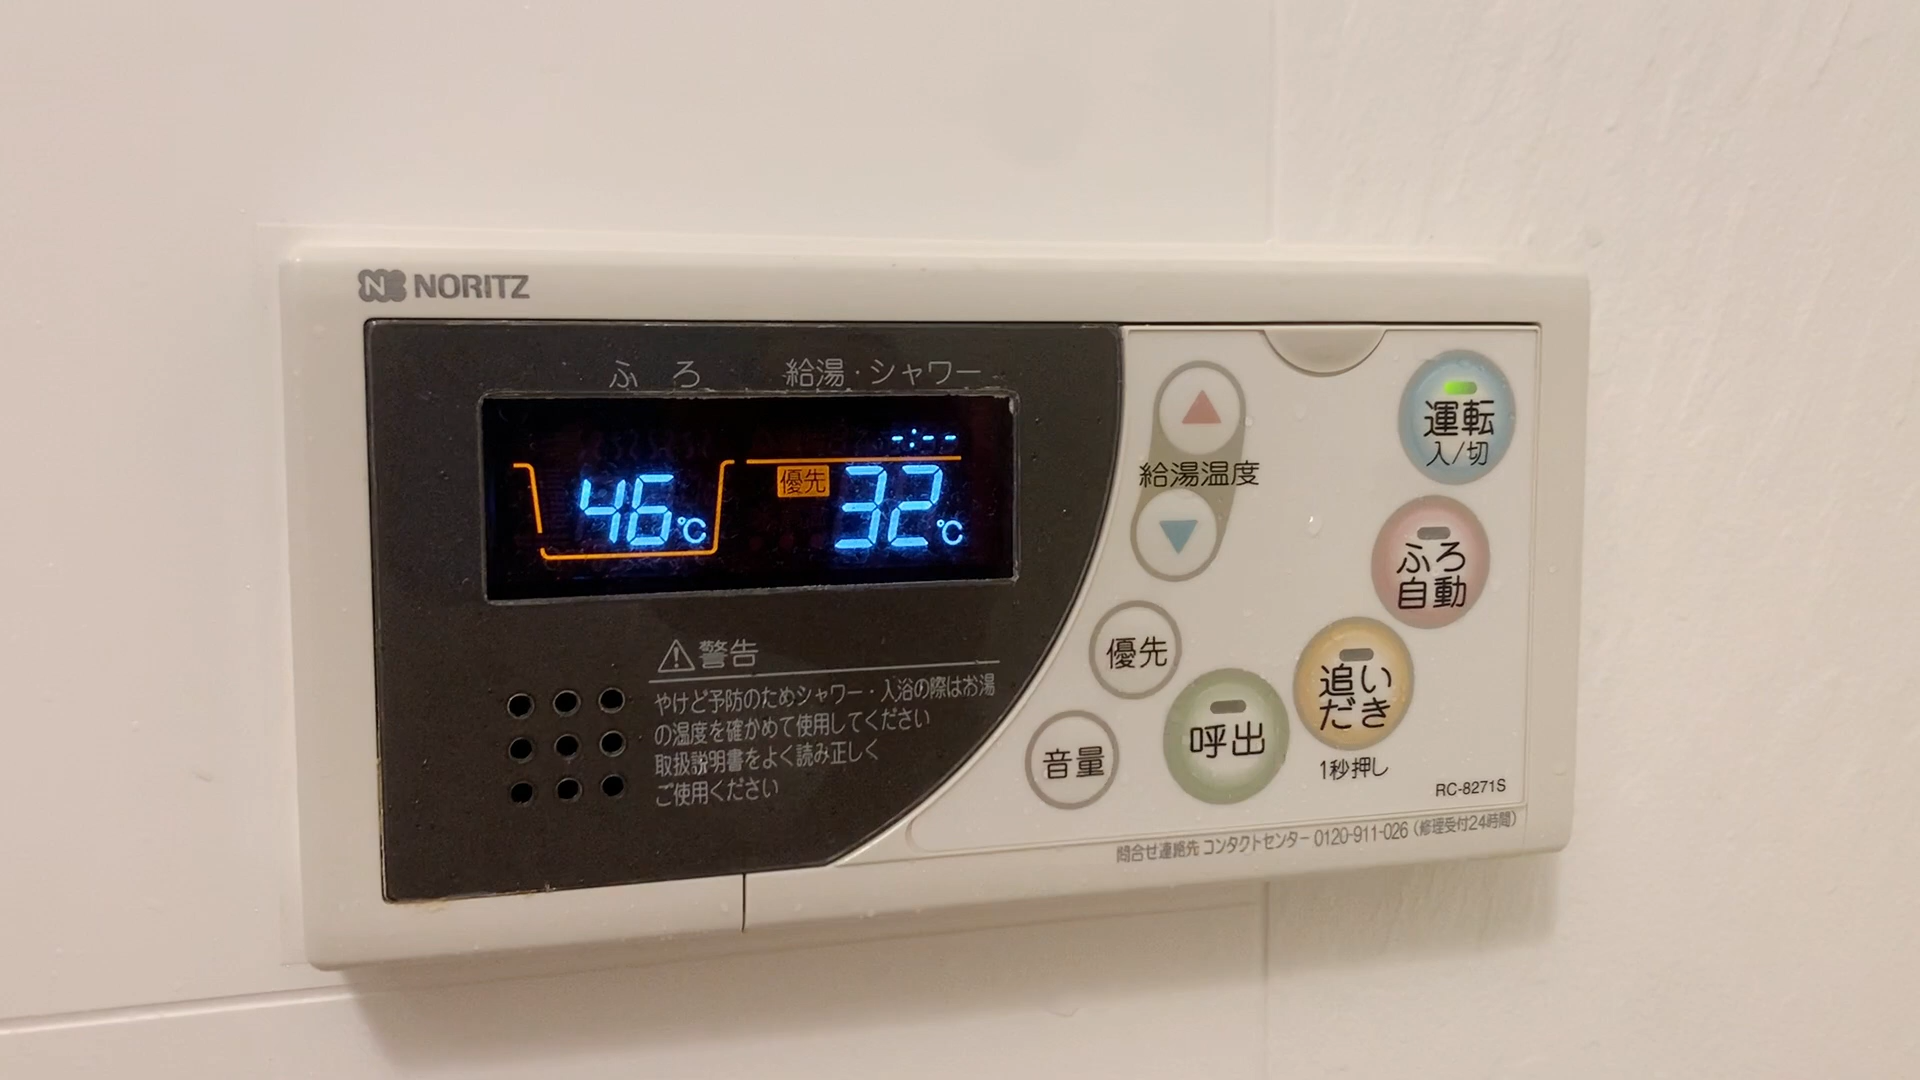 NORITZ
ふろ 給湯・シャワー
-:--
46℃ 優先 32℃
⚠警告
やけど予防のためシャワー・入浴の際はお湯
の温度を確かめて使用してください
取扱説明書をよく読み正しく
ご使用ください
給湯温度
運転
入/切
ふろ
自動
優先
追い
だき
1秒押し
呼出
音量
RC-8271S
問合せ連絡先 コンタクトセンター 0120-911-026 (修理受付24時間)